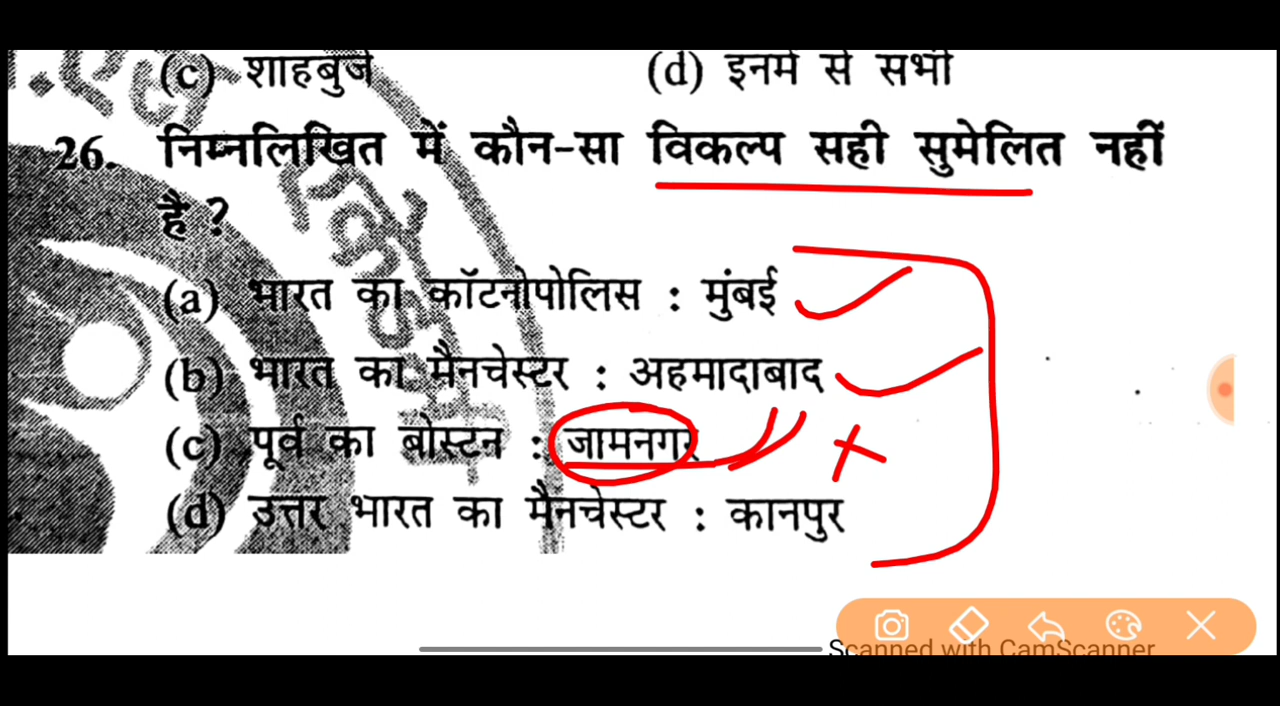 (c) शाहबुर्ज (d) इनमें से सभी
26. निम्नलिखित में कौन-सा विकल्प सही सुमेलित नहीं
है ?
(a) भारत का कॉटनोपोलिस : मुंबई
(b) भारत का मैनचेस्टर : अहमादाबाद
(c) पूर्व का बोस्टन : जामनगर
(d) उत्तर भारत का मैनचेस्टर : कानपुर
Scanned with CamScanner